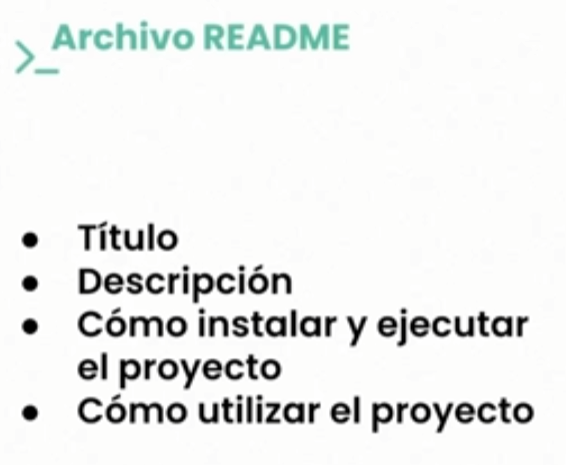 Archivo README
>_
● Título
● Descripción
● Cómo instalar y ejecutar
el proyecto
● Cómo utilizar el proyecto